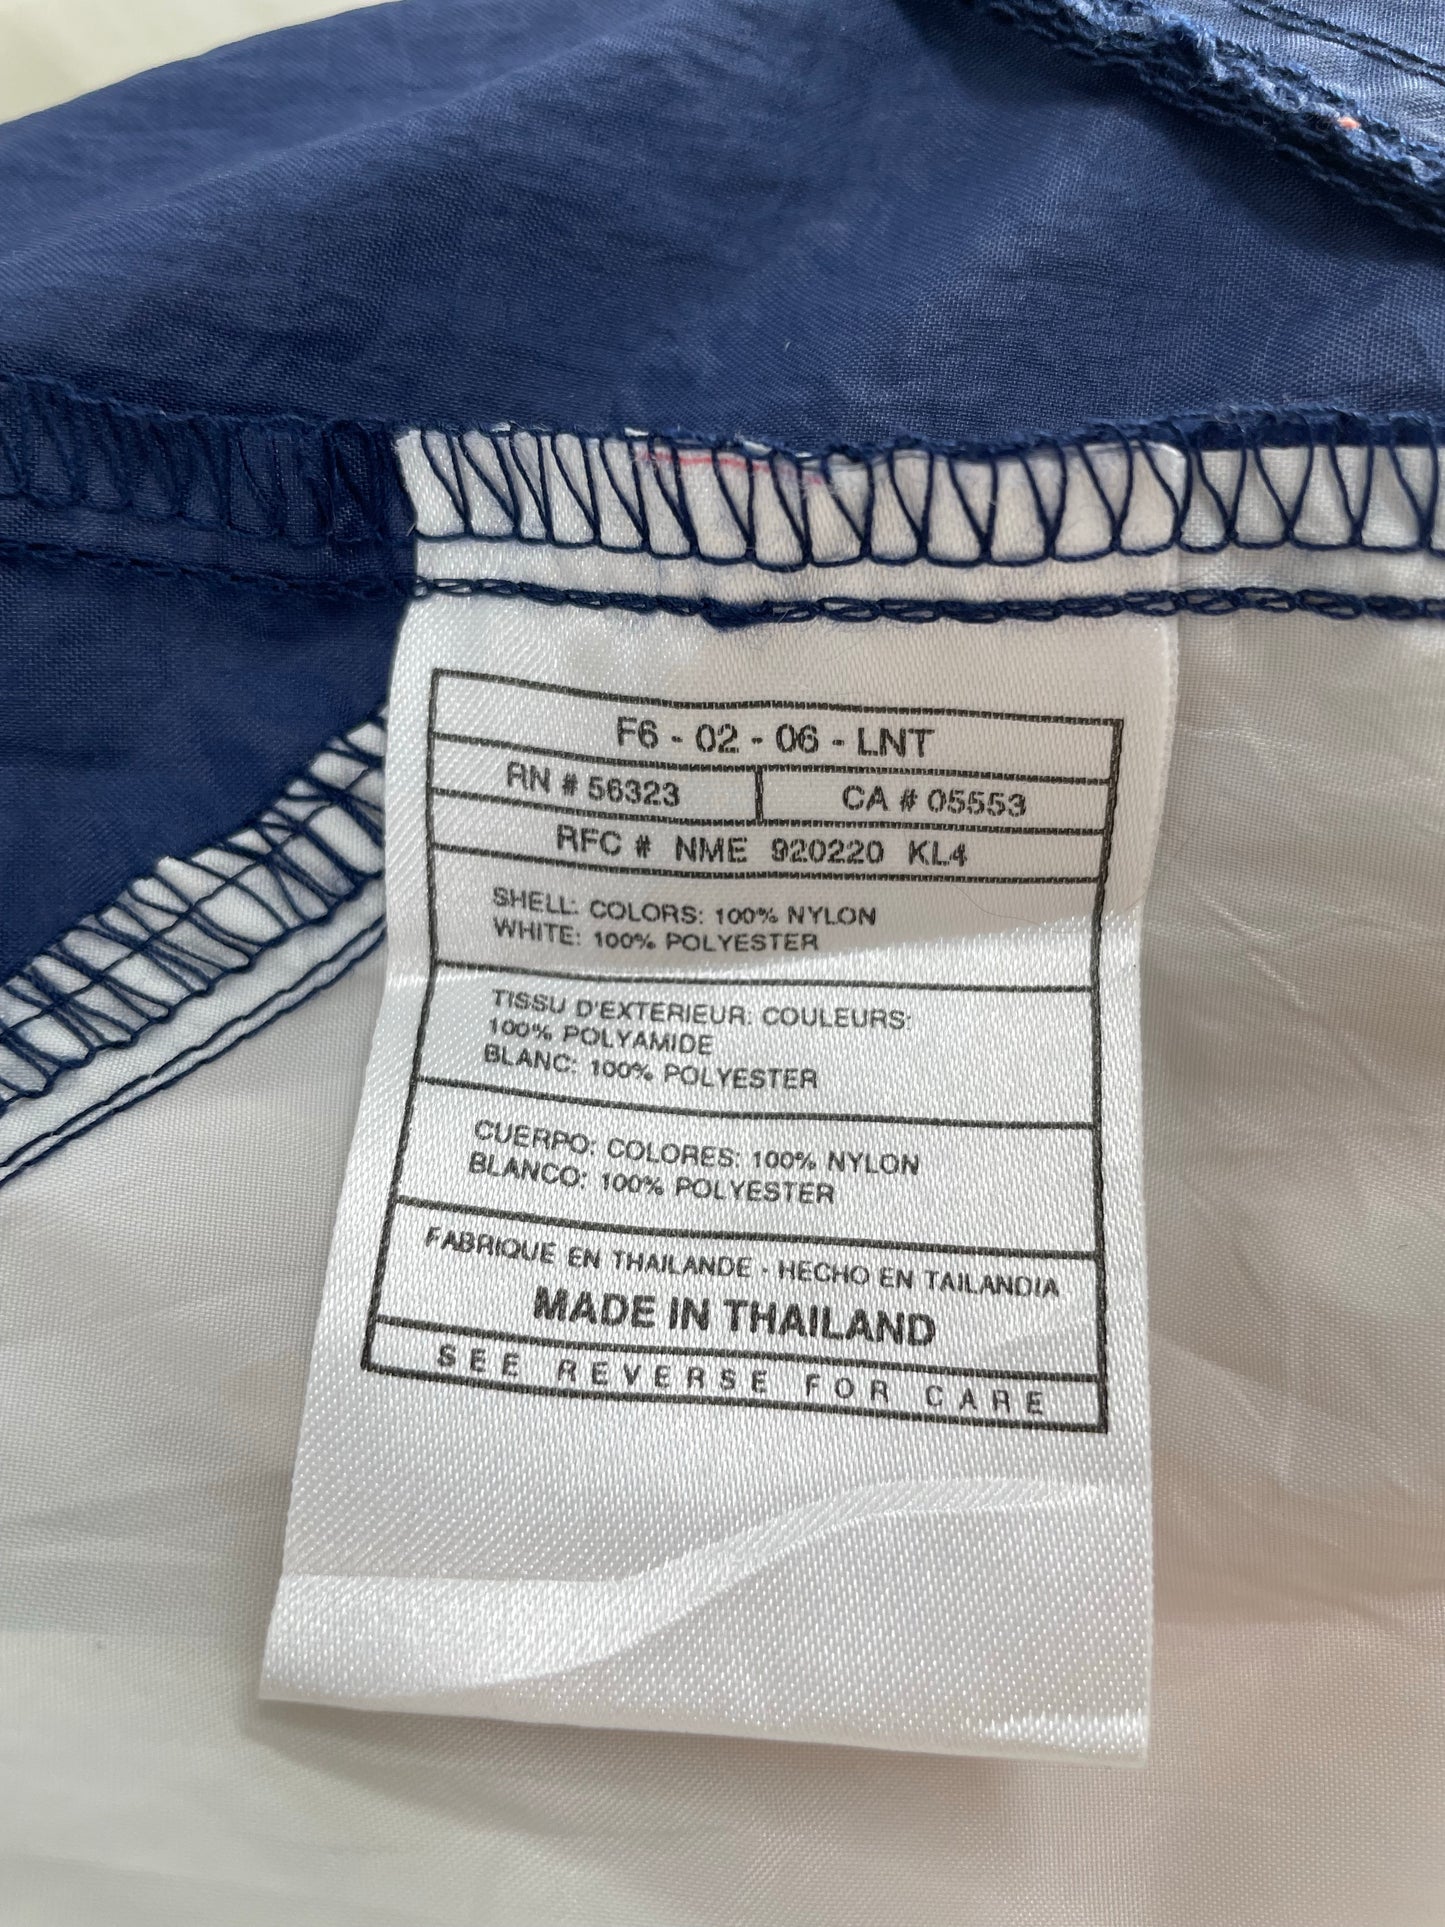 F6 - 02 - 06 - LNT
RN # 56323 CA # 05553
RFC # NME 920220 KL4
SHELL: COLORS: 100% NYLON
WHITE: 100% POLYESTER
TISSU D'EXTERIEUR: COULEURS:
100% POLYAMIDE
BLANC: 100% POLYESTER
CUERPO: COLORES: 100% NYLON
BLANCO: 100% POLYESTER
FABRIQUE EN THAILANDE - HECHO EN TAILANDIA
MADE IN THAILAND
SEE REVERSE FOR CARE